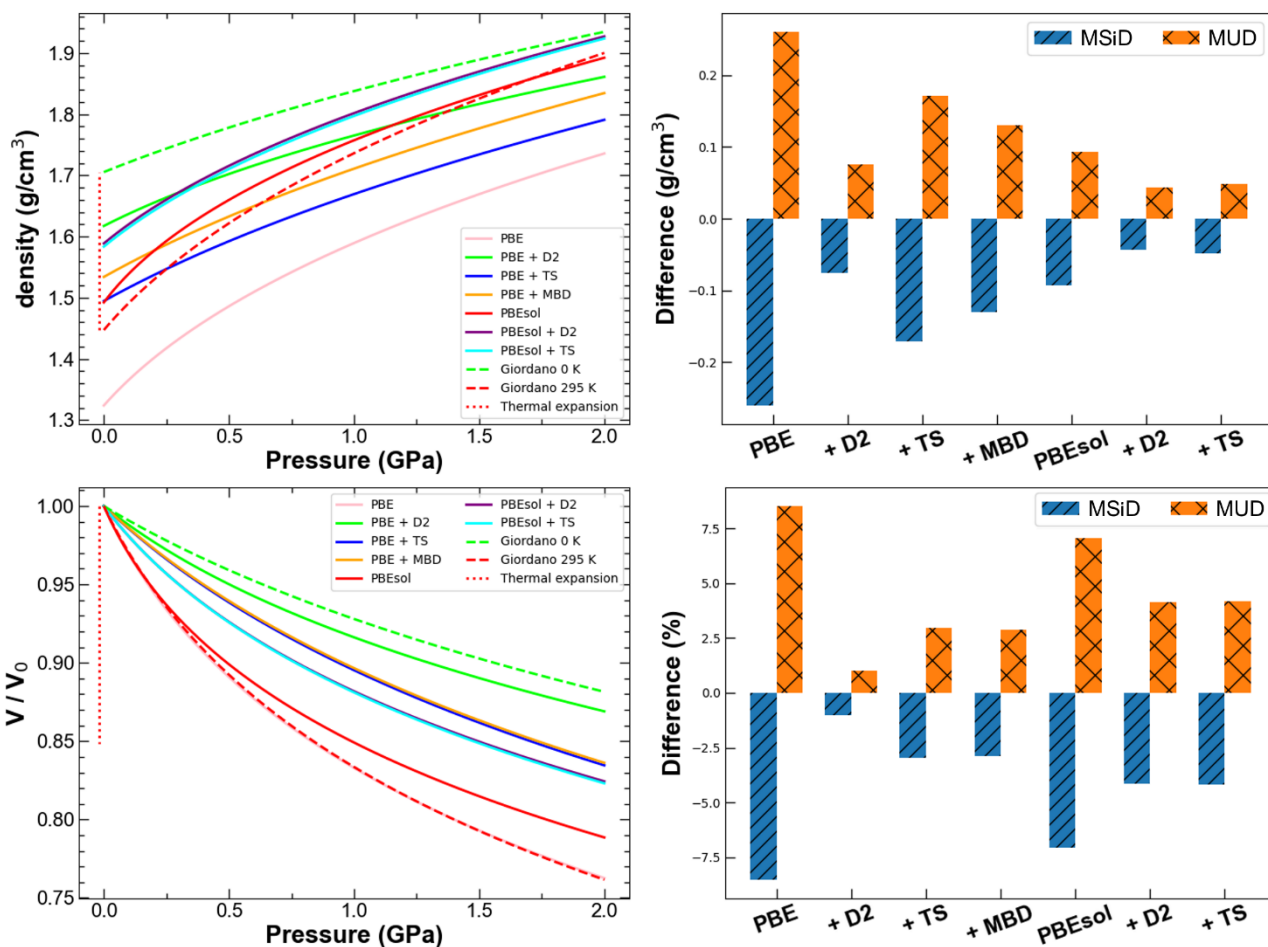 density (g/cm³)
1.9
1.8
1.7
1.6
1.5
1.4
1.3
PBE
PBE + D2
PBE + TS
PBE + MBD
PBEsol
PBEsol + D2
PBEsol + TS
Giordano 0 K
Giordano 295 K
Thermal expansion
0.0 0.5 1.0 1.5 2.0
Pressure (GPa)
MSiD MUD
Difference (g/cm³)
0.2
0.1
0.0
−0.1
−0.2
PBE + D2 + TS + MBD PBEsol + D2 + TS
V / V₀
1.00
0.95
0.90
0.85
0.80
0.75
PBE PBEsol + D2
PBE + D2 PBEsol + TS
PBE + TS Giordano 0 K
PBE + MBD Giordano 295 K
PBEsol Thermal expansion
0.0 0.5 1.0 1.5 2.0
Pressure (GPa)
MSiD MUD
Difference (%)
7.5
5.0
2.5
0.0
−2.5
−5.0
−7.5
PBE + D2 + TS + MBD PBEsol + D2 + TS